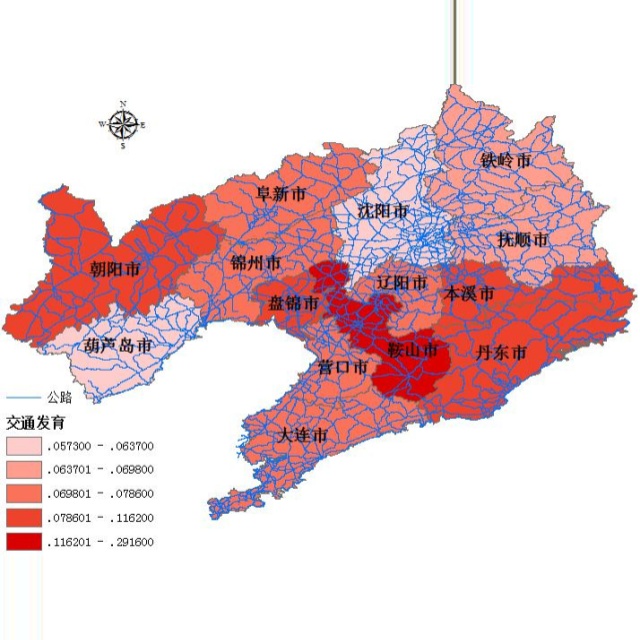 N
W E
S
铁岭市
阜新市
沈阳市
抚顺市
锦州市
朝阳市
辽阳市
本溪市
盘锦市
葫芦岛市
鞍山市
丹东市
营口市
大连市
公路
交通发育
.057300 - .063700
.063701 - .069800
.069801 - .078600
.078601 - .116200
.116201 - .291600